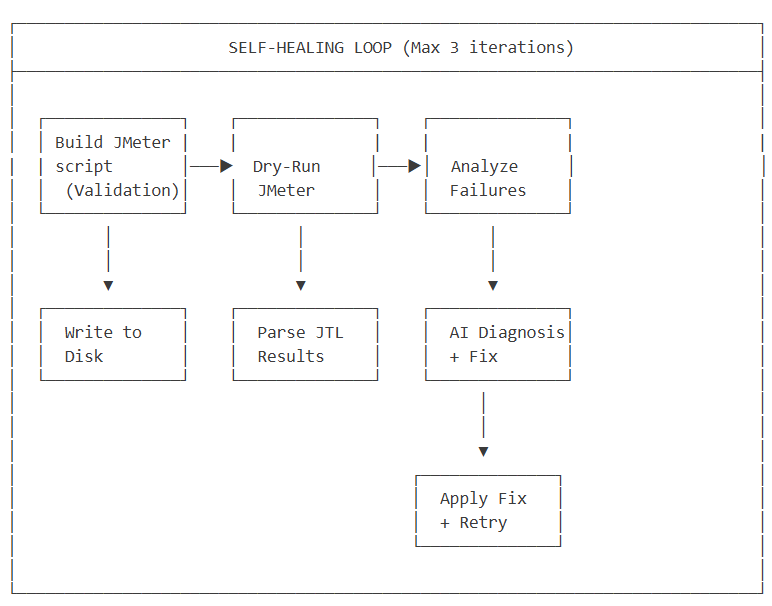 SELF-HEALING LOOP (Max 3 iterations)
Build JMeter
script
(Validation)
Dry-Run
JMeter
Analyze
Failures
Write to
Disk
Parse JTL
Results
AI Diagnosis
+ Fix
Apply Fix
+ Retry